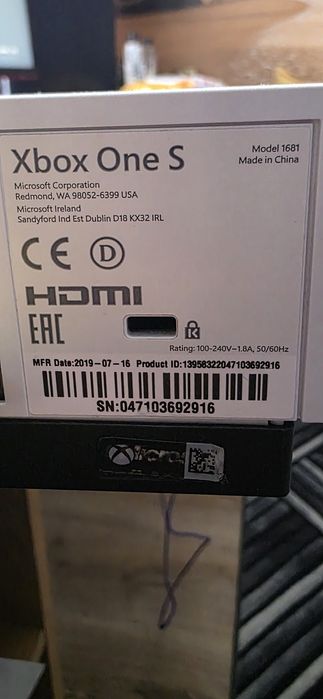 Xbox One S
Model 1681
Made in China
Microsoft Corporation
Redmond, WA 98052-6399 USA
Microsoft Ireland
Sandyford Ind Est Dublin D18 KX32 IRL
CE D
HDMI
EAC
K
Rating: 100-240V~1.8A, 50/60Hz
MFR Date:2019-07-16 Product ID:13958322047103692916
SN:047103692916